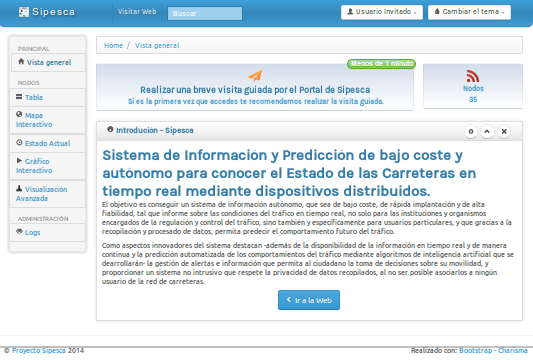 Sipesca
Visitar Web
Buscar
Usuario Invitado
Cambiar el tema
PRINCIPAL
Vista general
NODOS
Tabla
Mapa
Interactivo
Estado Actual
Gráfico
Interactivo
Visualización
Avanzada
ADMINISTRACIÓN
Logs
Home / Vista general
Menos de 1 minuto
Realizar una breve visita guiada por el Portal de Sipesca
Si es la primera vez que accedes te recomendamos realizar la visita guiada.
Nodos
35
Introducion - Sipesca
Sistema de Información y Predicción de bajo coste y
autónomo para conocer el Estado de las Carreteras en
tiempo real mediante dispositivos distribuidos.
El objetivo es conseguir un sistema de información autónomo, que sea de bajo coste, de rápida implantación y de alta
fiabilidad, tal que informe sobre las condiciones del tráfico en tiempo real, no solo para las instituciones y organismos
encargados de la regulación y control del tráfico, sino también y específicamente para usuarios particulares, y que gracias a la
recopilación y procesado de datos, permita predecir el comportamiento futuro del tráfico.
Como aspectos innovadores del sistema destacan -además de la disponibilidad de la información en tiempo real y de manera
continua y la predicción automatizada de los comportamientos del tráfico mediante algoritmos de inteligencia artificial que se
dearrollarán- la gestión de alertas e información que permita al ciudadano la toma de decisiones sobre su movilidad, y
proporcionar un sistema no intrusivo que respete la privacidad de datos recopilados, al no ser posible asociarlos a ningún
usuario de la red de carreteras.
Ir a la Web
© Proyecto Sipesca 2014
Realizado con: Bootstrap - Charisma